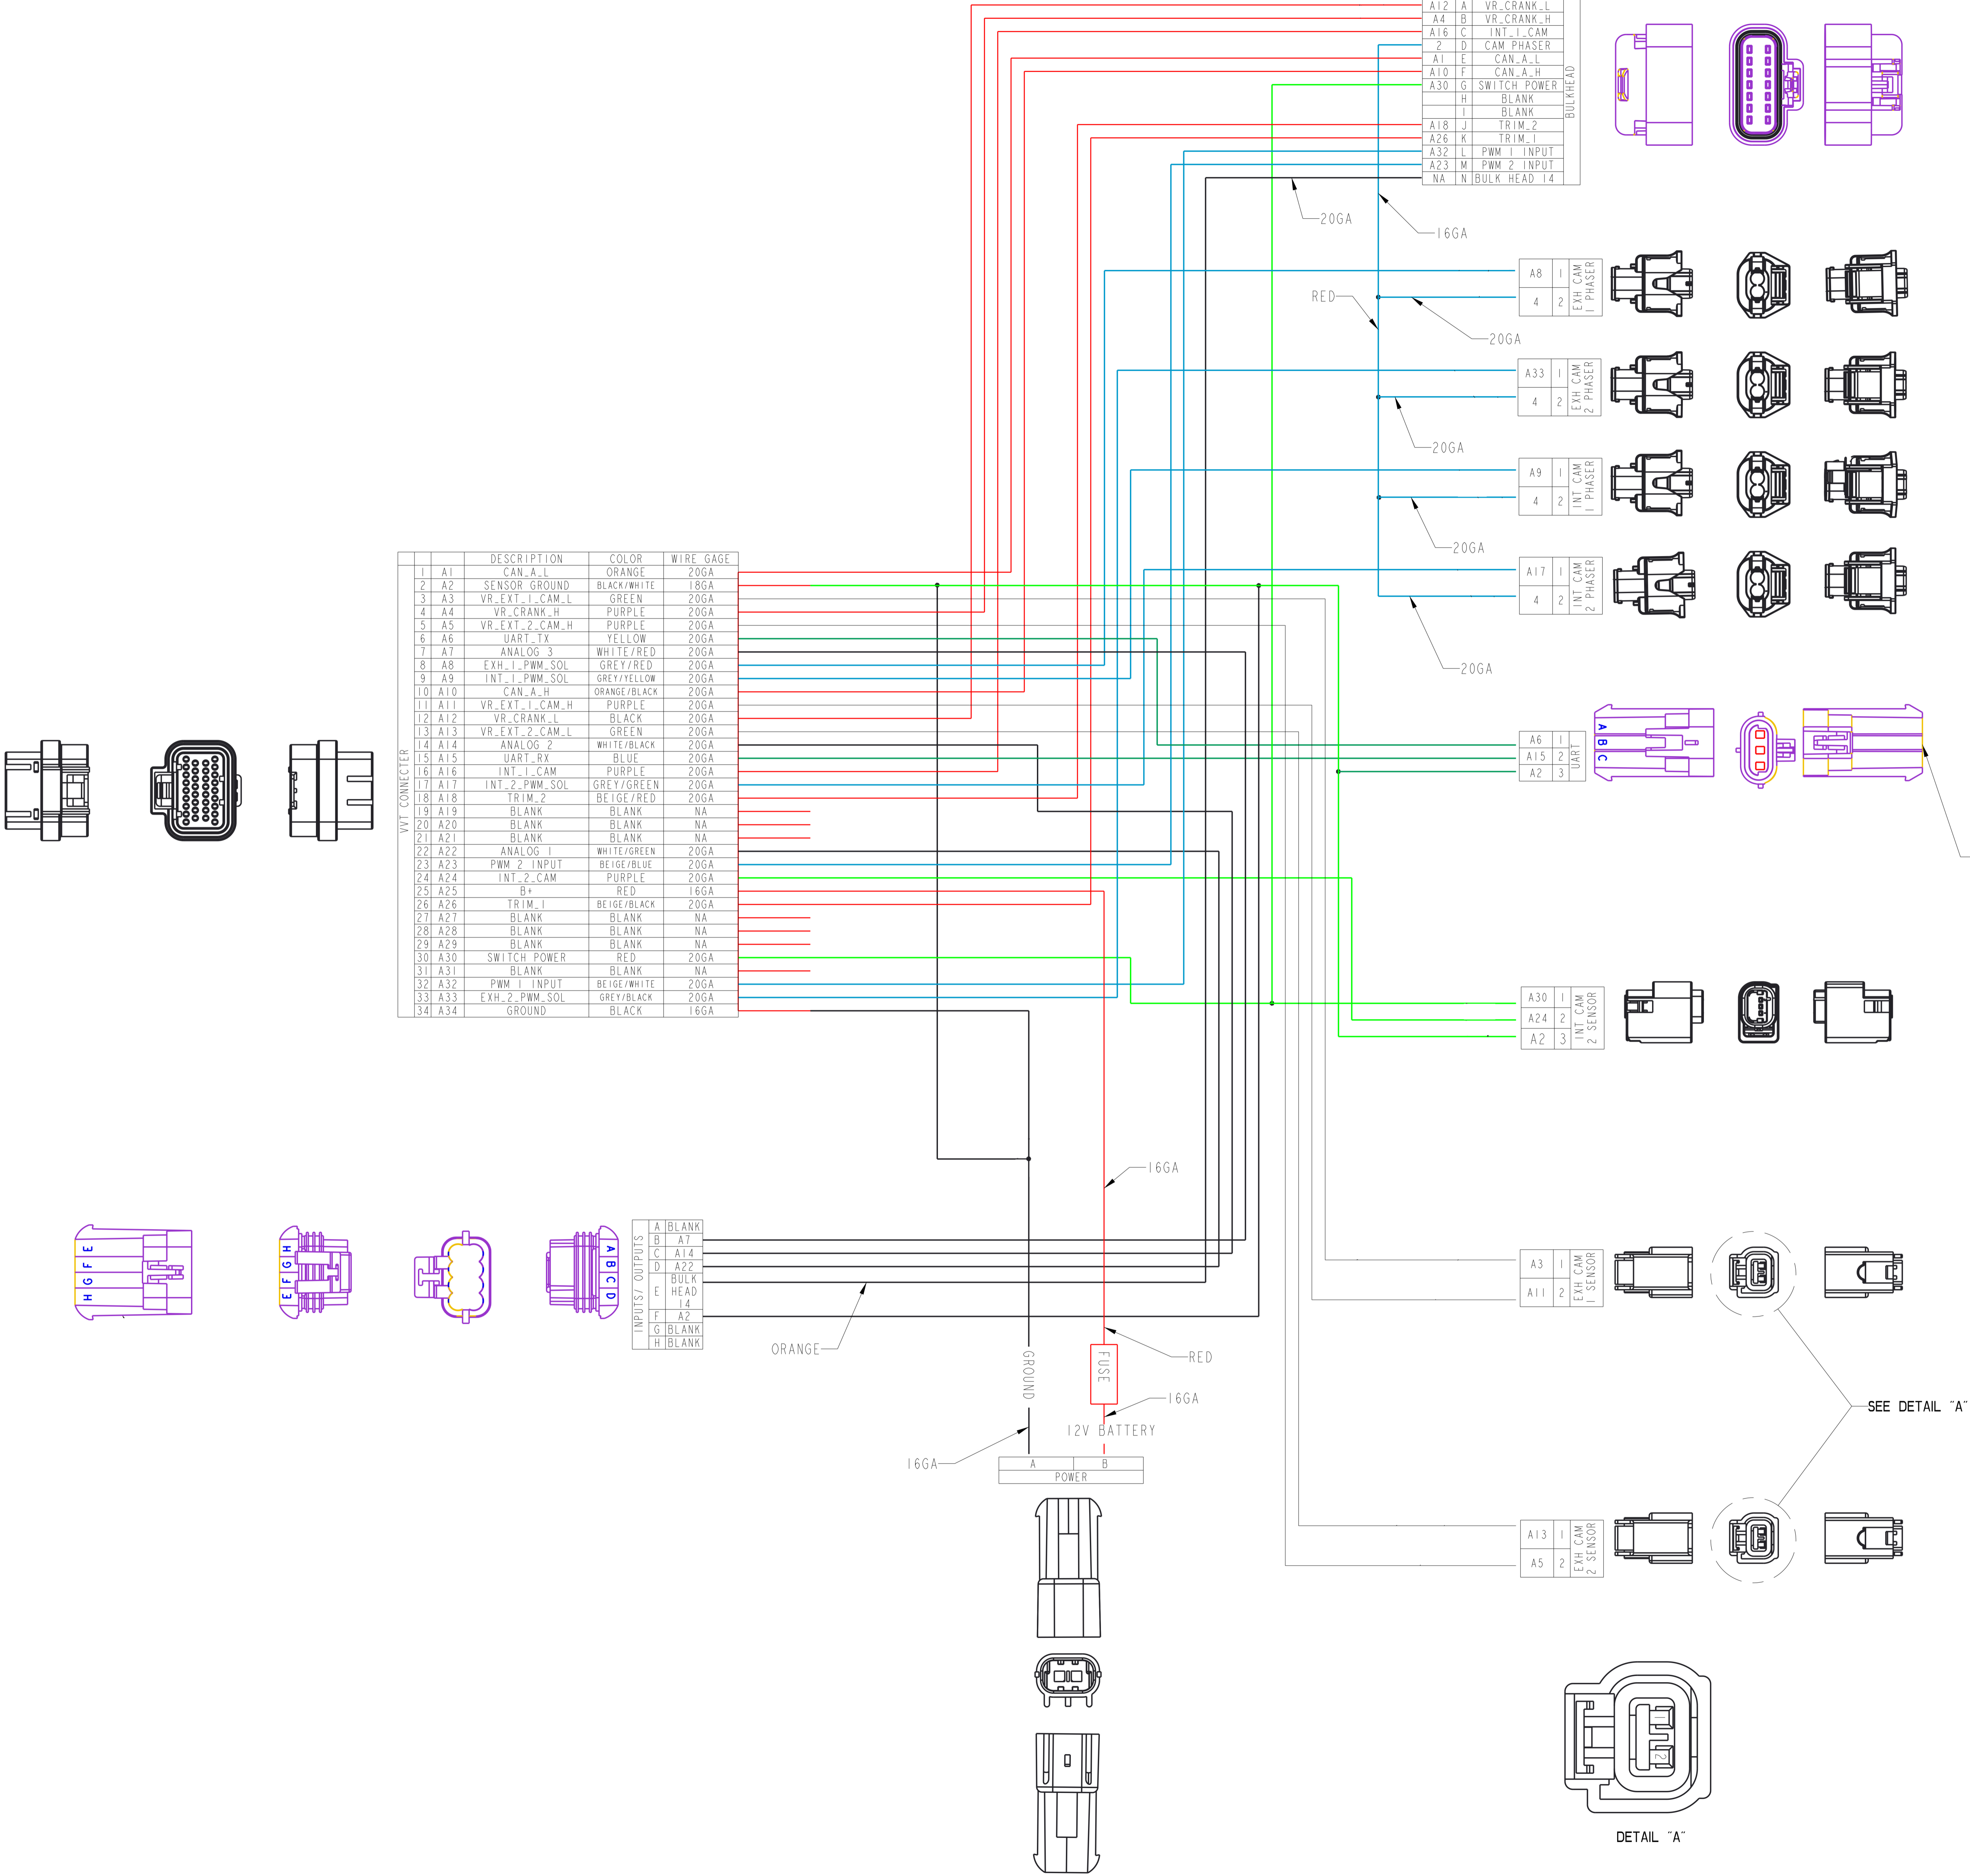 A12 A VR_CRANK_L
A4 B VR_CRANK_H
A16 C INT_1_CAM
2 D CAM PHASER
A1 E CAN_A_L
A10 F CAN_A_H
A30 G SWITCH POWER
H BLANK
I BLANK
A18 J TRIM_2
A26 K TRIM_1
A32 L PWM 1 INPUT
A23 M PWM 2 INPUT
NA N BULK HEAD 14
BULKHEAD
20GA
16GA
A8 1
4 2
EXH CAM
1 PHASER
RED
20GA
A33 1
4 2
EXH CAM
2 PHASER
20GA
A9 1
4 2
INT CAM
1 PHASER
20GA
A17 1
4 2
INT CAM
2 PHASER
20GA
VVT CONNECTER
DESCRIPTION COLOR WIRE GAGE
1 A1 CAN_A_L ORANGE 20GA
2 A2 SENSOR GROUND BLACK/WHITE 18GA
3 A3 VR_EXT_1_CAM_L GREEN 20GA
4 A4 VR_CRANK_H PURPLE 20GA
5 A5 VR_EXT_2_CAM_H PURPLE 20GA
6 A6 UART_TX YELLOW 20GA
7 A7 ANALOG 3 WHITE/RED 20GA
8 A8 EXH_1_PWM_SOL GREY/RED 20GA
9 A9 INT_1_PWM_SOL GREY/YELLOW 20GA
10 A10 CAN_A_H ORANGE/BLACK 20GA
11 A11 VR_EXT_1_CAM_H PURPLE 20GA
12 A12 VR_CRANK_L BLACK 20GA
13 A13 VR_EXT_2_CAM_L GREEN 20GA
14 A14 ANALOG 2 WHITE/BLACK 20GA
15 A15 UART_RX BLUE 20GA
16 A16 INT_1_CAM PURPLE 20GA
17 A17 INT_2_PWM_SOL GREY/GREEN 20GA
18 A18 TRIM_2 BEIGE/RED 20GA
19 A19 BLANK BLANK NA
20 A20 BLANK BLANK NA
21 A21 BLANK BLANK NA
22 A22 ANALOG 1 WHITE/GREEN 20GA
23 A23 PWM 2 INPUT BEIGE/BLUE 20GA
24 A24 INT_2_CAM PURPLE 20GA
25 A25 B+ RED 16GA
26 A26 TRIM_1 BEIGE/BLACK 20GA
27 A27 BLANK BLANK NA
28 A28 BLANK BLANK NA
29 A29 BLANK BLANK NA
30 A30 SWITCH POWER RED 20GA
31 A31 BLANK BLANK NA
32 A32 PWM 1 INPUT BEIGE/WHITE 20GA
33 A33 EXH_2_PWM_SOL GREY/BLACK 20GA
34 A34 GROUND BLACK 16GA
A6 1
A15 2
A2 3
UART
A B C
A30 1
A24 2
A2 3
INT CAM
2 SENSOR
16GA
E F G H
H G F E
A B C D
INPUTS/ OUTPUTS
A BLANK
B A7
C A14
D A22
E BULK
HEAD
14
F A2
G BLANK
H BLANK
ORANGE
A3 1
A11 2
EXH CAM
1 SENSOR
GROUND
FUSE
RED
16GA
12V BATTERY
16GA
A B
POWER
SEE DETAIL "A"
A13 1
A5 2
EXH CAM
2 SENSOR
1
2
DETAIL "A"